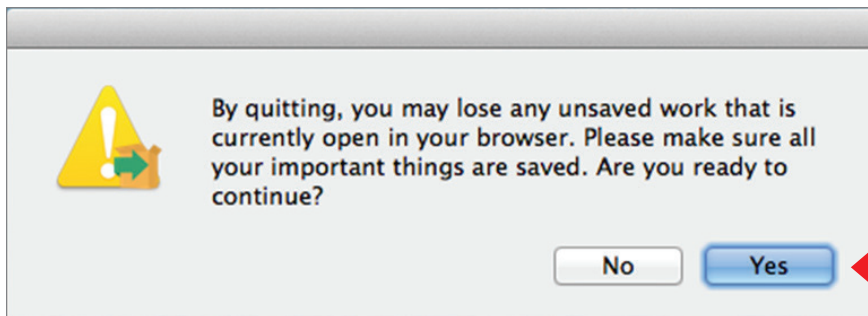 By quitting, you may lose any unsaved work that is
currently open in your browser. Please make sure all
your important things are saved. Are you ready to
continue?
No Yes